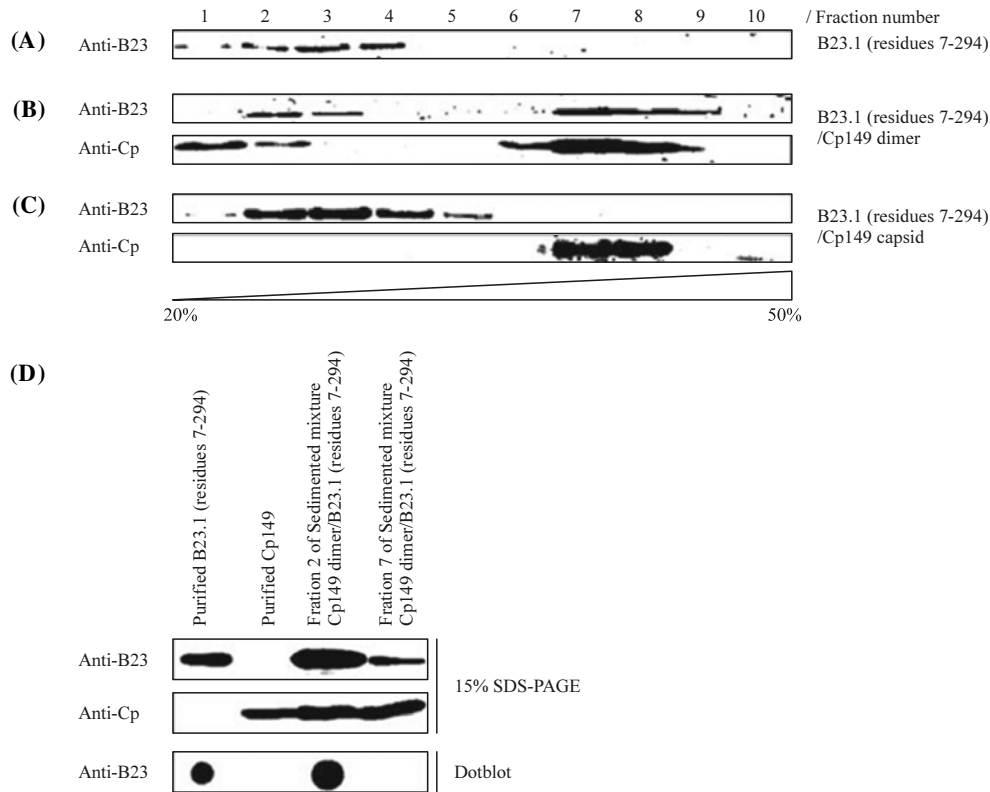 1 2 3 4 5 6 7 8 9 10 / Fraction number
(A) Anti-B23 B23.1 (residues 7-294)
(B) Anti-B23 B23.1 (residues 7-294)
/Cp149 dimer
Anti-Cp
(C) Anti-B23 B23.1 (residues 7-294)
/Cp149 capsid
Anti-Cp
20% 50%
(D)
Purified B23.1 (residues 7-294)
Purified Cp149
Fration 2 of Sedimented mixture
Cp149 dimer/B23.1 (residues 7-294)
Fration 7 of Sedimented mixture
Cp149 dimer/B23.1 (residues 7-294)
Anti-B23
15% SDS-PAGE
Anti-Cp
Anti-B23 Dotblot